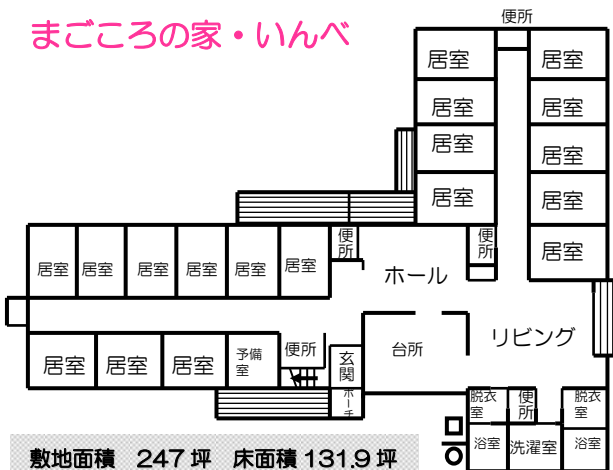 便所
まごころの家・いんべ
居室 居室
居室 居室
居室 居室
居室 居室
居室
便所 便所
居室 居室 居室 居室 居室 居室
ホール
リビング
居室 居室 居室 予備室 便所 玄関 台所
ポーチ
脱衣室 便所 脱衣室
浴室 洗濯室 浴室
敷地面積 247坪 床面積131.9坪